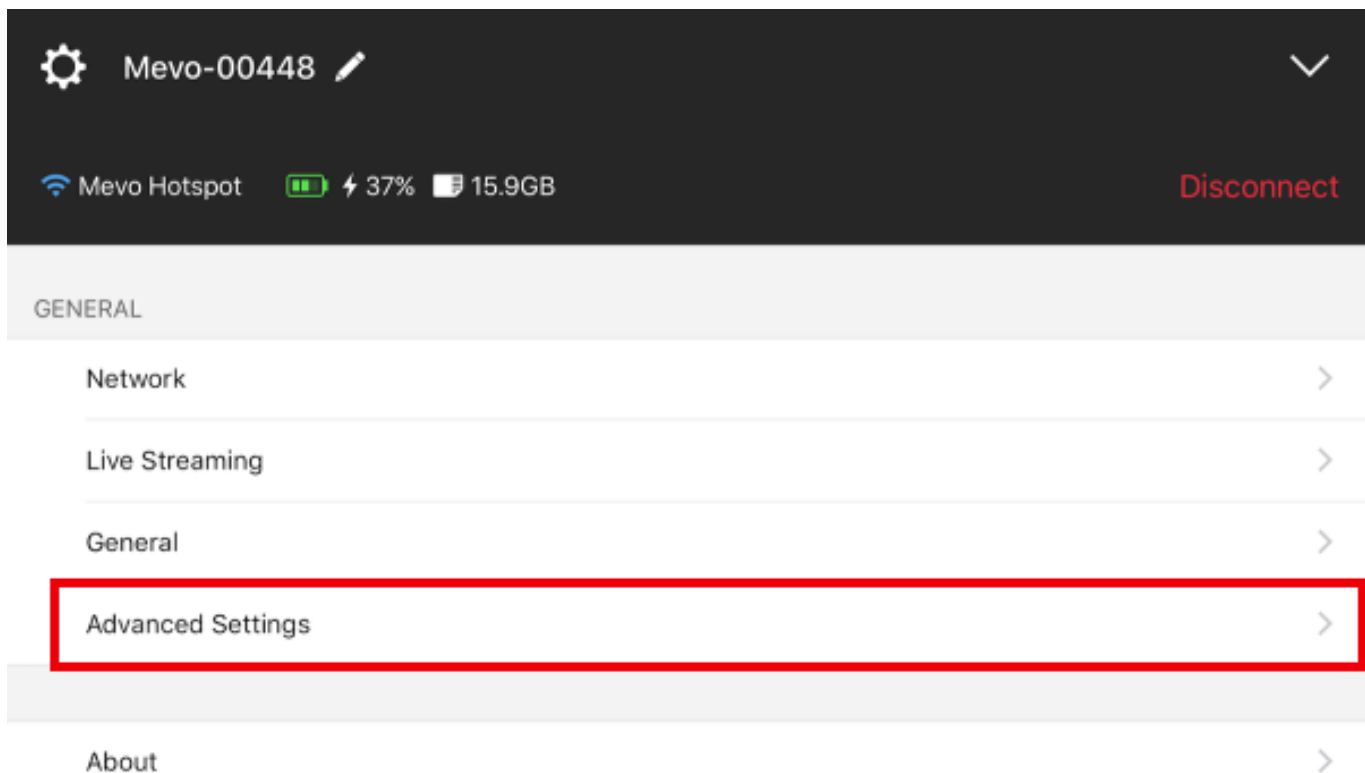 Mevo-00448
Mevo Hotspot 37% 15.9GB Disconnect
GENERAL
Network
Live Streaming
General
Advanced Settings
About